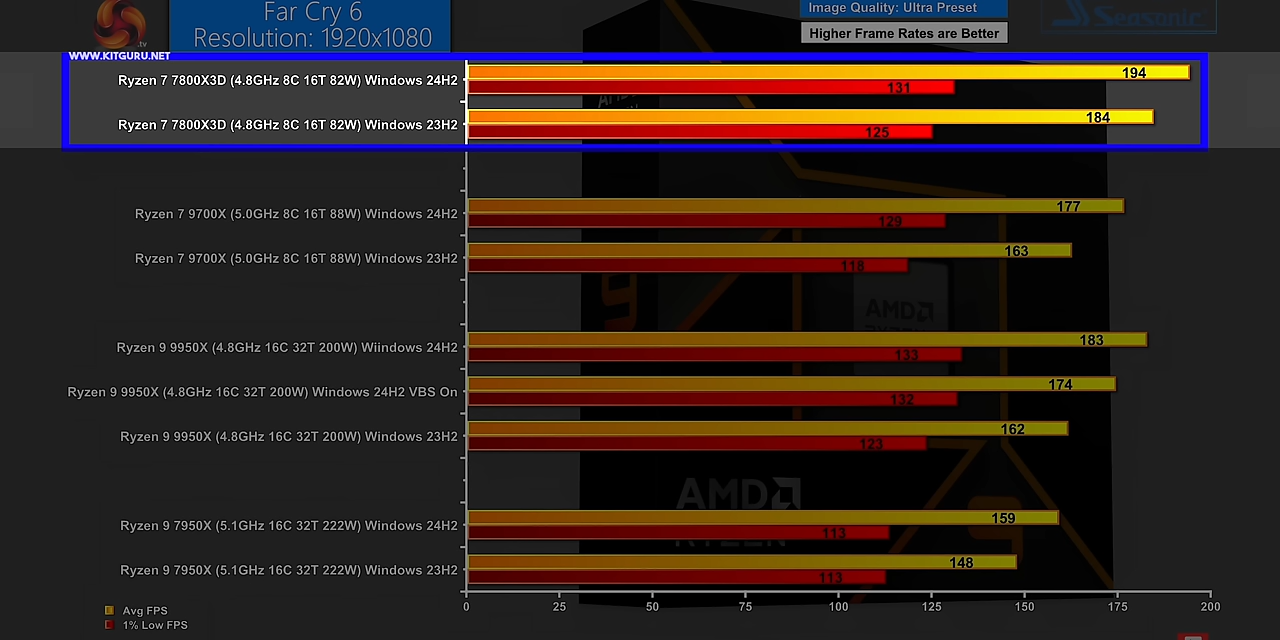 Far Cry 6
Resolution: 1920x1080
Image Quality: Ultra Preset
Higher Frame Rates are Better
Seasonic
.tv
WWW.KITGURU.NET
Ryzen 7 7800X3D (4.8GHz 8C 16T 82W) Windows 24H2
194
131
Ryzen 7 7800X3D (4.8GHz 8C 16T 82W) Windows 23H2
184
125
Ryzen 7 9700X (5.0GHz 8C 16T 88W) Windows 24H2
177
129
Ryzen 7 9700X (5.0GHz 8C 16T 88W) Windows 23H2
163
118
Ryzen 9 9950X (4.8GHz 16C 32T 200W) Wiindows 24H2
183
133
Ryzen 9 9950X (4.8GHz 16C 32T 200W) Windows 24H2 VBS On
174
132
Ryzen 9 9950X (4.8GHz 16C 32T 200W) Windows 23H2
162
123
Ryzen 9 7950X (5.1GHz 16C 32T 222W) Windows 24H2
159
113
Ryzen 9 7950X (5.1GHz 16C 32T 222W) Windows 23H2
148
113
AMD
9
AMD
AMD
RYZEN
9
0 25 50 75 100 125 150 175 200
Avg FPS
1% Low FPS